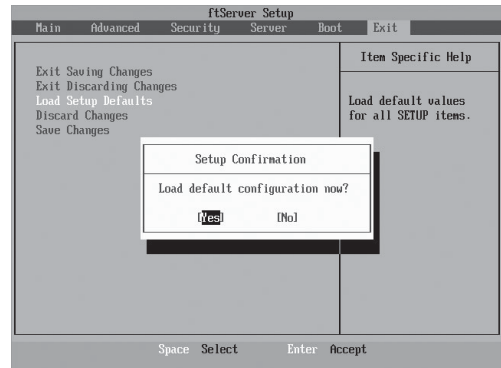 ftServer Setup
Main Advanced Security Server Boot Exit
Exit Saving Changes
Exit Discarding Changes
Load Setup Defaults
Discard Changes
Save Changes
Item Specific Help
Load default values
for all SETUP items.
Setup Confirmation
Load default configuration now?
[Yes] [No]
Space Select Enter Accept